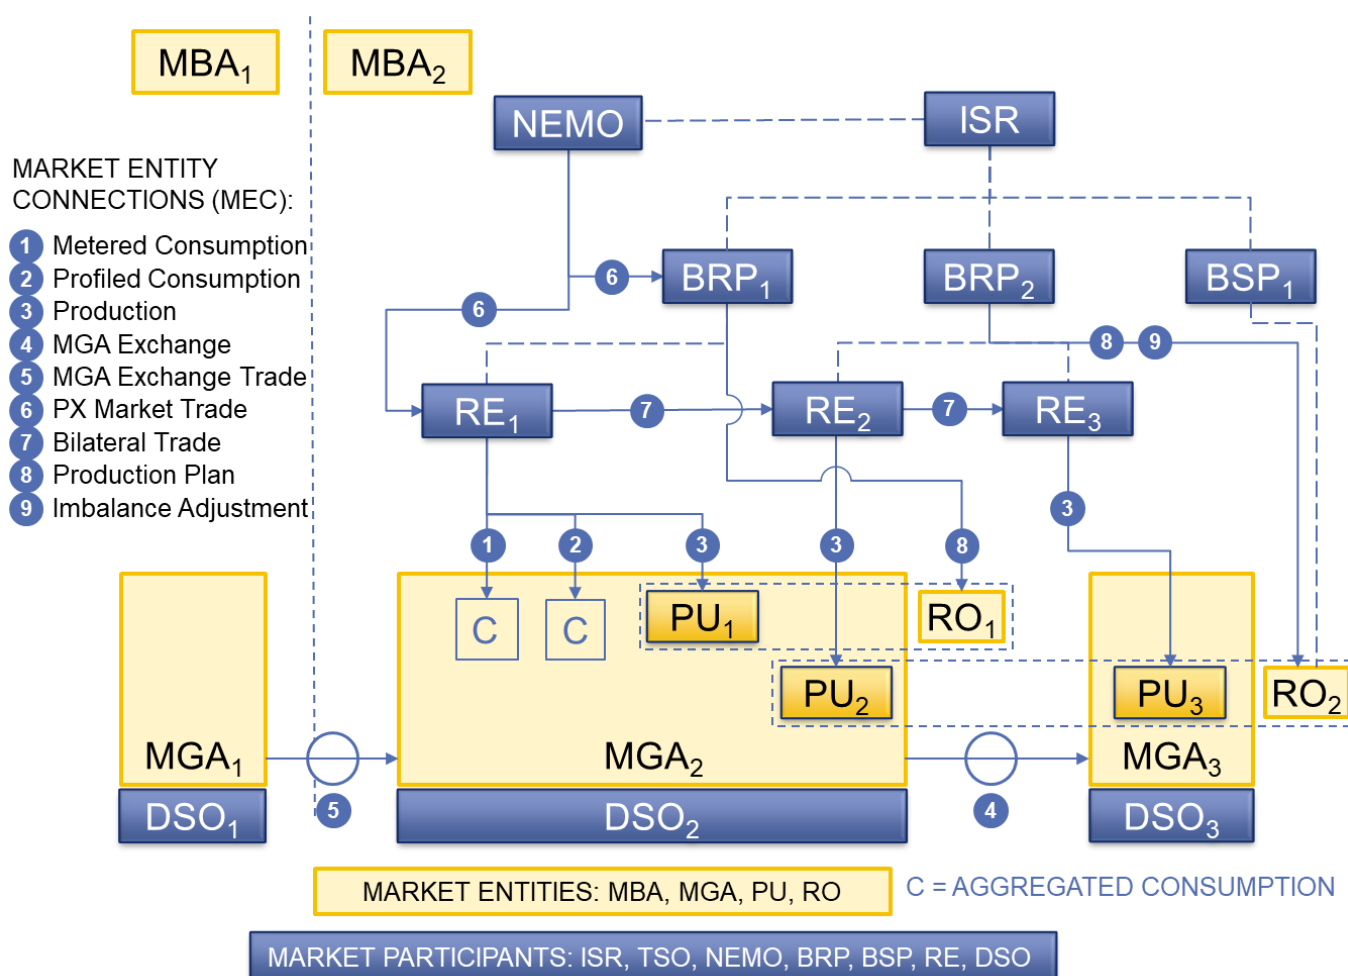 MBA1
MBA2
NEMO
ISR
MARKET ENTITY
CONNECTIONS (MEC):
1 Metered Consumption
2 Profiled Consumption
3 Production
4 MGA Exchange
5 MGA Exchange Trade
6 PX Market Trade
7 Bilateral Trade
8 Production Plan
9 Imbalance Adjustment
6
BRP1
BRP2
BSP1
6
8
9
RE1
7
RE2
7
RE3
3
1
2
3
3
8
C
C
PU1
RO1
PU2
PU3
RO2
MGA1
MGA2
MGA3
5
4
DSO1
DSO2
DSO3
MARKET ENTITIES: MBA, MGA, PU, RO
C = AGGREGATED CONSUMPTION
MARKET PARTICIPANTS: ISR, TSO, NEMO, BRP, BSP, RE, DSO